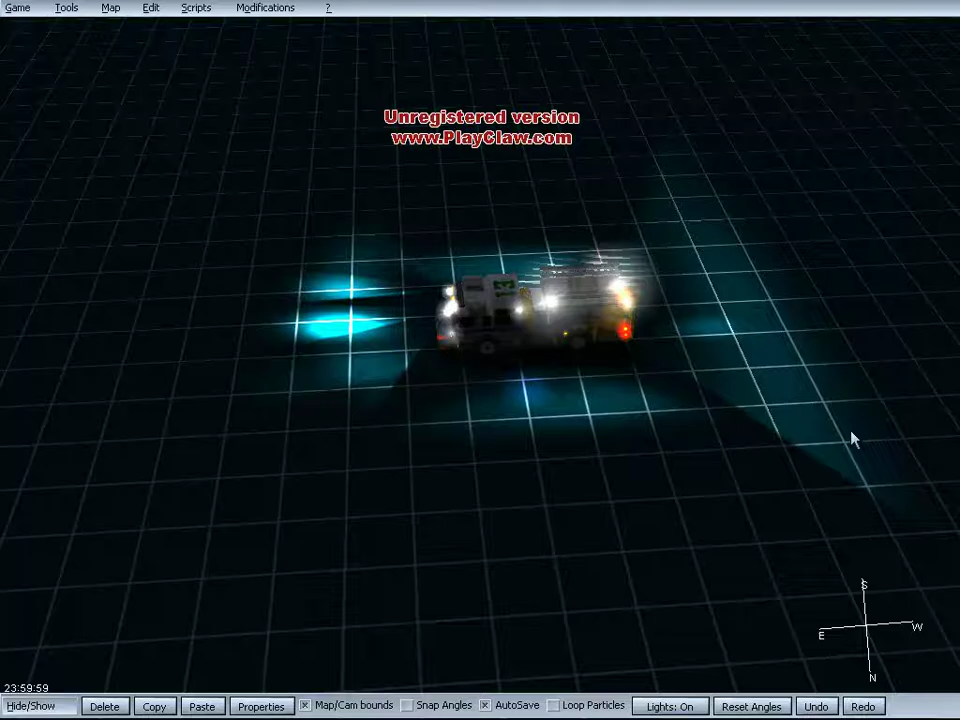 Game Tools Map Edit Scripts Modifications ?
Unregistered version
www.PlayClaw.com
13
S
E W
N
23:59:59
Hide/Show Delete Copy Paste Properties Map/Cam bounds Snap Angles AutoSave Loop Particles Lights: On Reset Angles Undo Redo